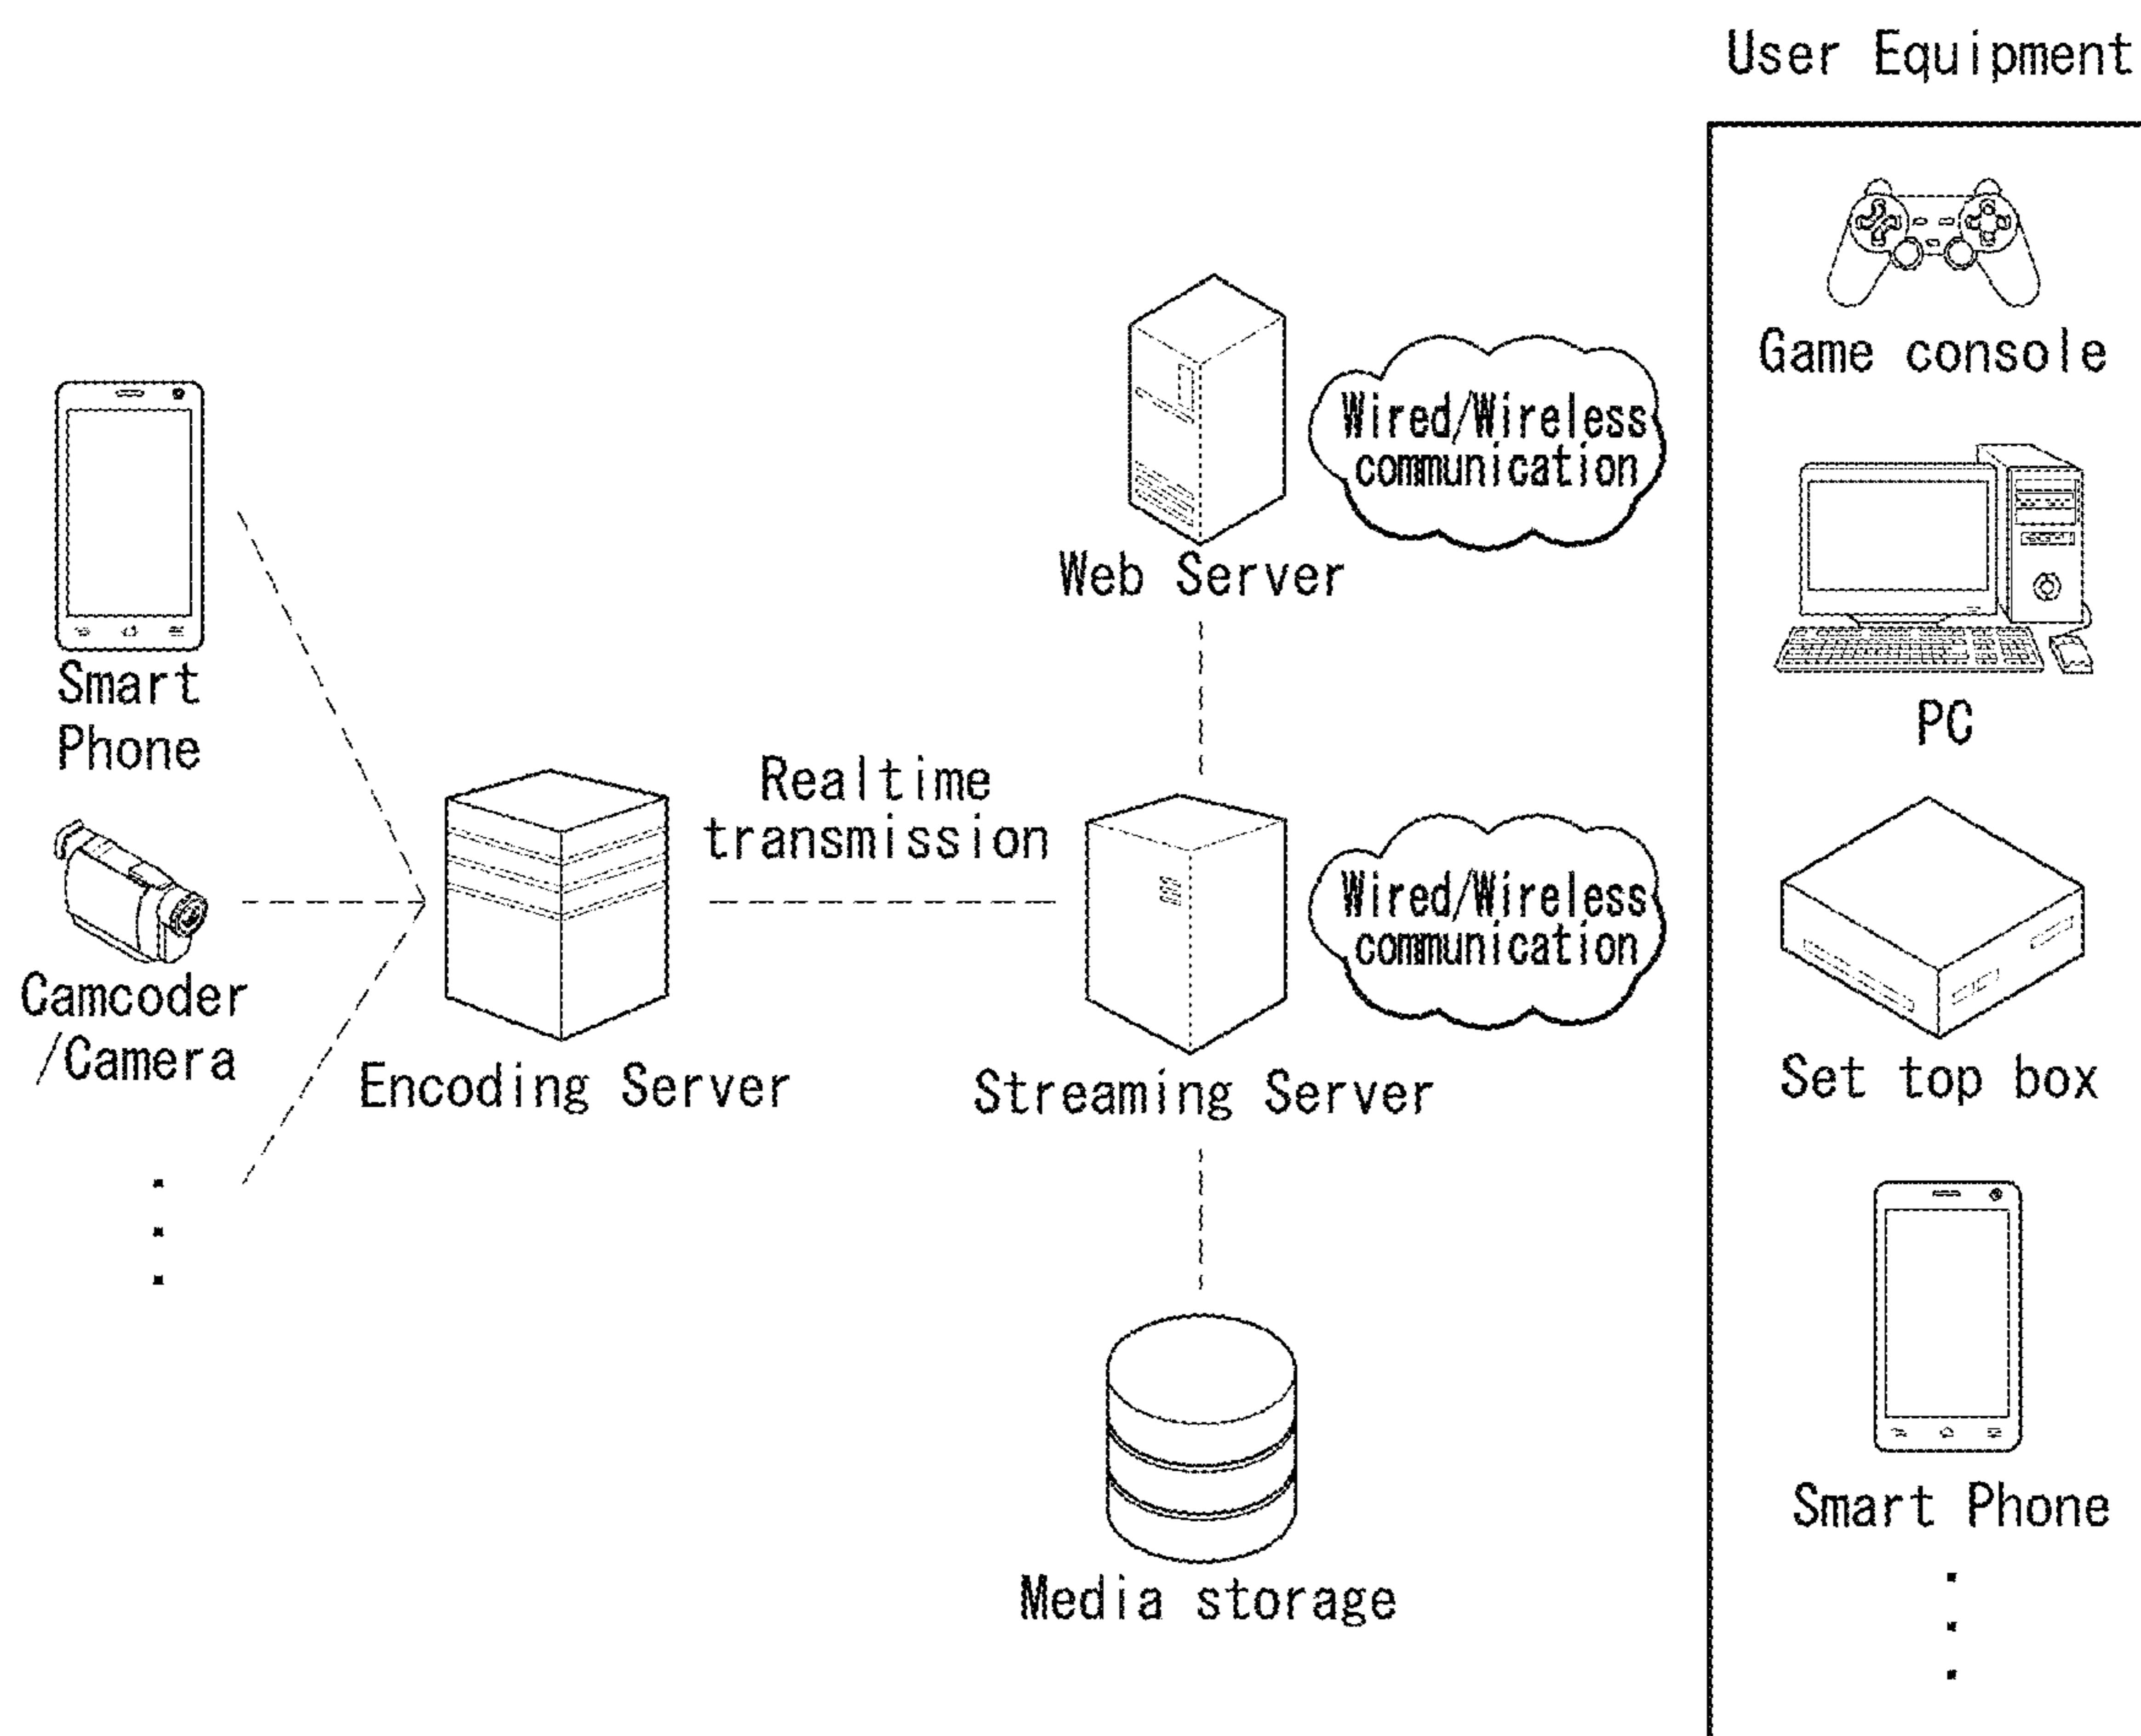 User Equipment
Game console
Wired/Wireless
communication
Web Server
Smart
Phone
PC
Realtime
transmission
Wired/Wireless
communication
Camcoder
/Camera
Encoding Server
Streaming Server
Set top box
Smart Phone
Media storage